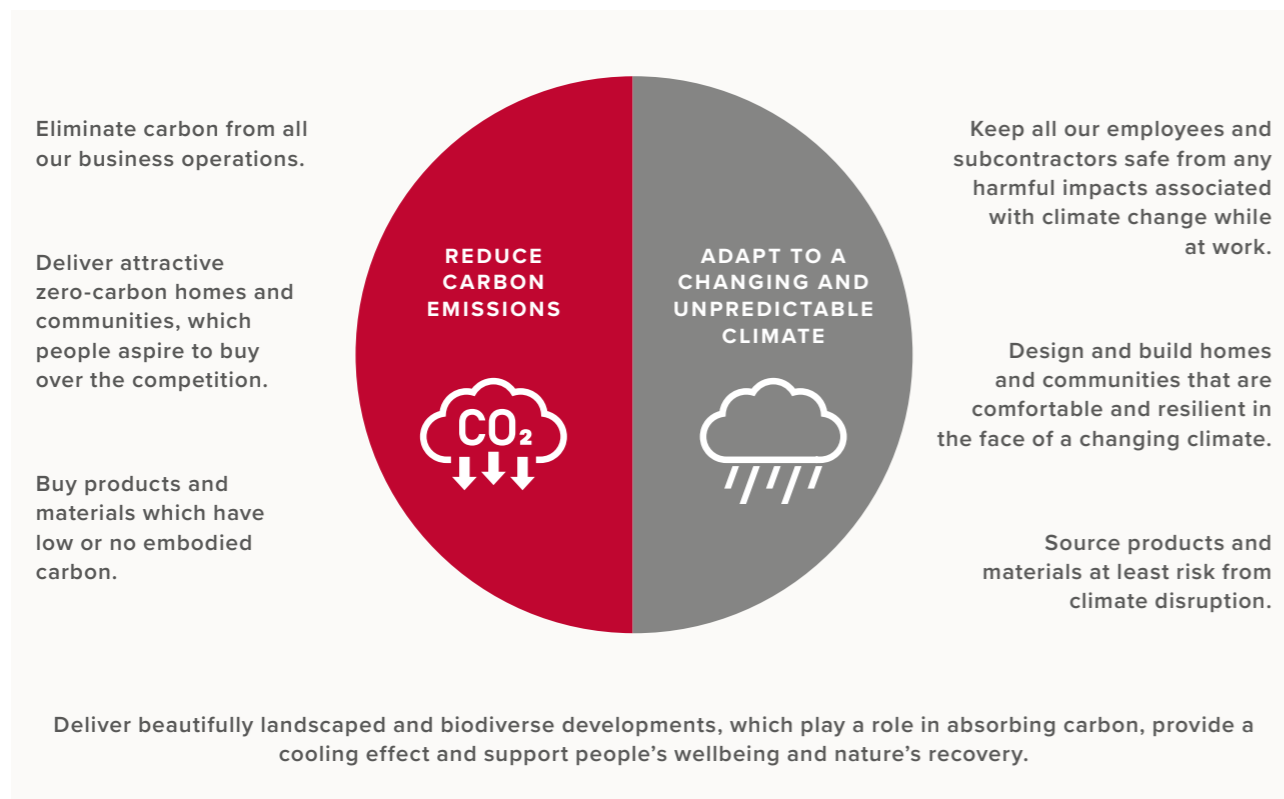 Eliminate carbon from all
our business operations.
Deliver attractive
zero-carbon homes and
communities, which
people aspire to buy
over the competition.
Buy products and
materials which have
low or no embodied
carbon.
REDUCE
CARBON
EMISSIONS
CO₂
ADAPT TO A
CHANGING AND
UNPREDICTABLE
CLIMATE
Keep all our employees and
subcontractors safe from any
harmful impacts associated
with climate change while
at work.
Design and build homes
and communities that are
comfortable and resilient in
the face of a changing climate.
Source products and
materials at least risk from
climate disruption.
Deliver beautifully landscaped and biodiverse developments, which play a role in absorbing carbon, provide a
cooling effect and support people’s wellbeing and nature’s recovery.